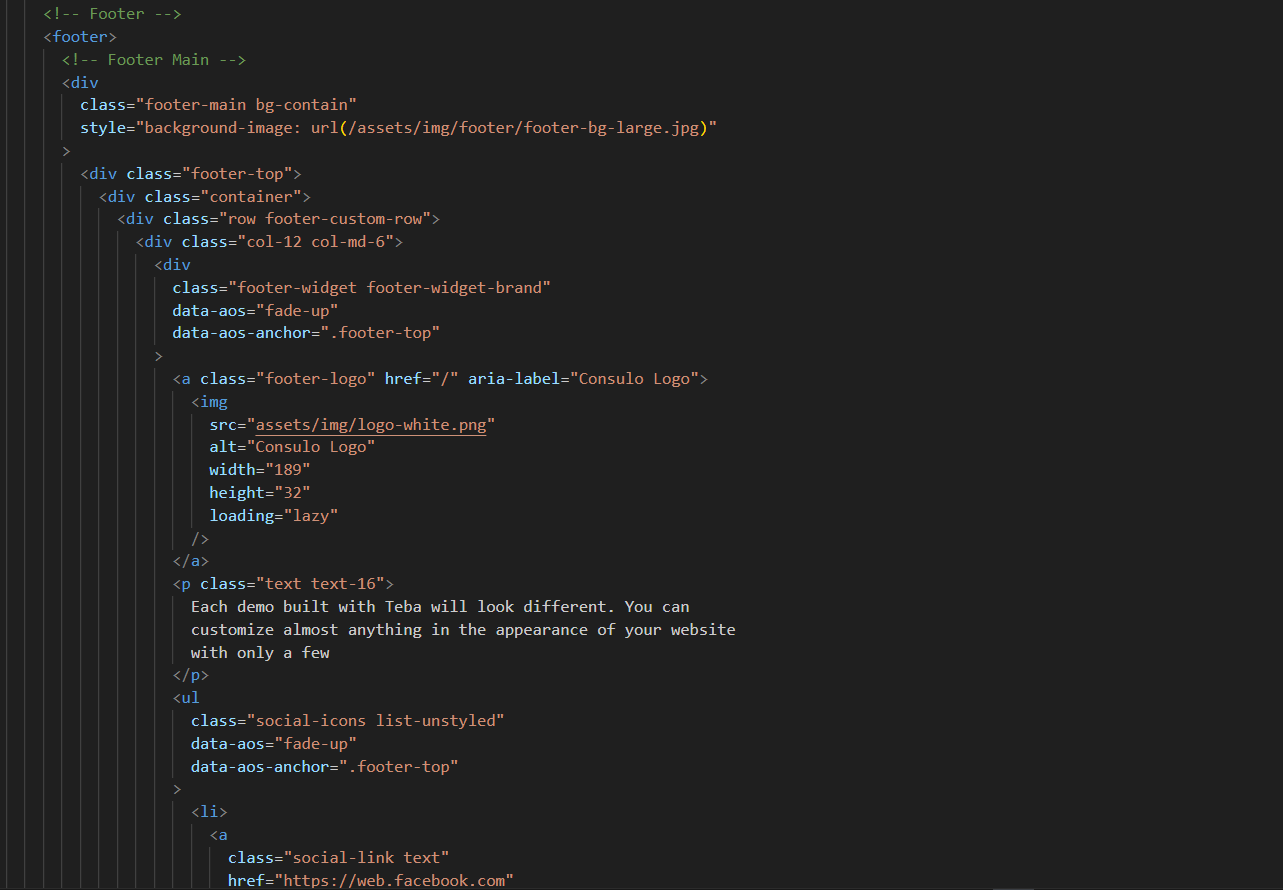 <!-- Footer -->
<footer>
<!-- Footer Main -->
<div
class="footer-main bg-contain"
style="background-image: url(/assets/img/footer/footer-bg-large.jpg)"
>
<div class="footer-top">
<div class="container">
<div class="row footer-custom-row">
<div class="col-12 col-md-6">
<div
class="footer-widget footer-widget-brand"
data-aos="fade-up"
data-aos-anchor=".footer-top"
>
<a class="footer-logo" href="/" aria-label="Consulo Logo">
<img
src="assets/img/logo-white.png"
alt="Consulo Logo"
width="189"
height="32"
loading="lazy"
/>
</a>
<p class="text text-16">
Each demo built with Teba will look different. You can
customize almost anything in the appearance of your website
with only a few
</p>
<ul
class="social-icons list-unstyled"
data-aos="fade-up"
data-aos-anchor=".footer-top"
>
<li>
<a
class="social-link text"
href="https://web.facebook.com"